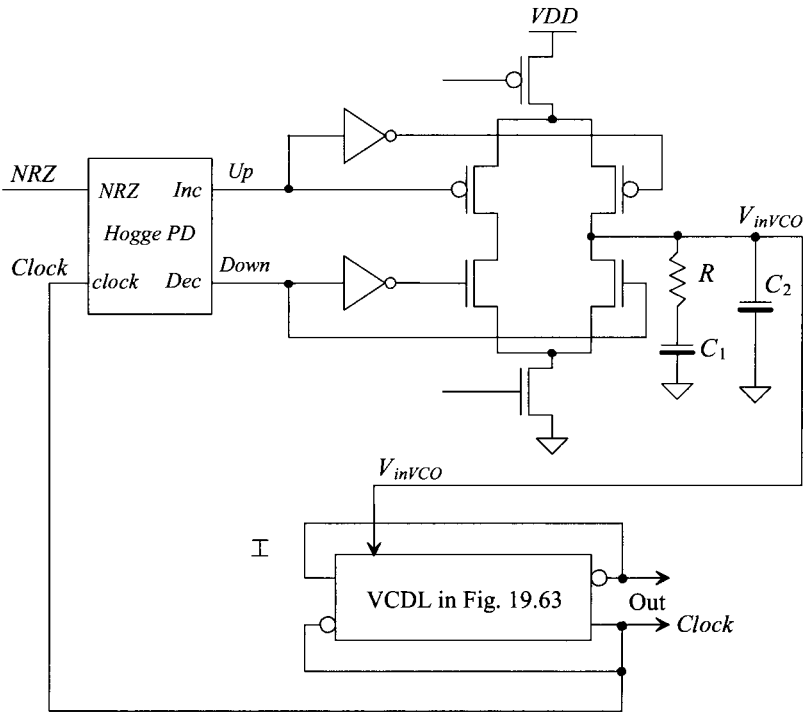 VDD
NRZ
NRZ
Inc
Up
Hogge PD
Clock
clock
Dec
Down
V_inVCO
R
C_1
C_2
V_inVCO
VCDL in Fig. 19.63
Out
Clock